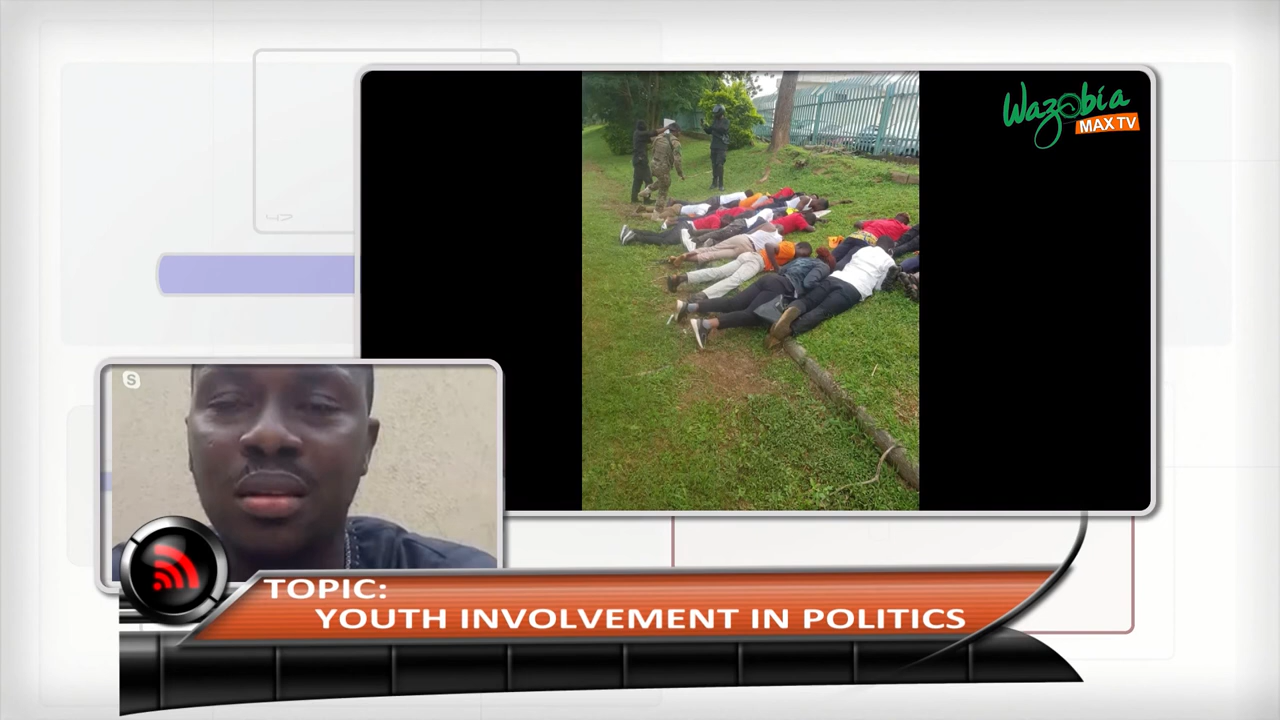 Wazobia
MAX TV
S
TOPIC:
YOUTH INVOLVEMENT IN POLITICS